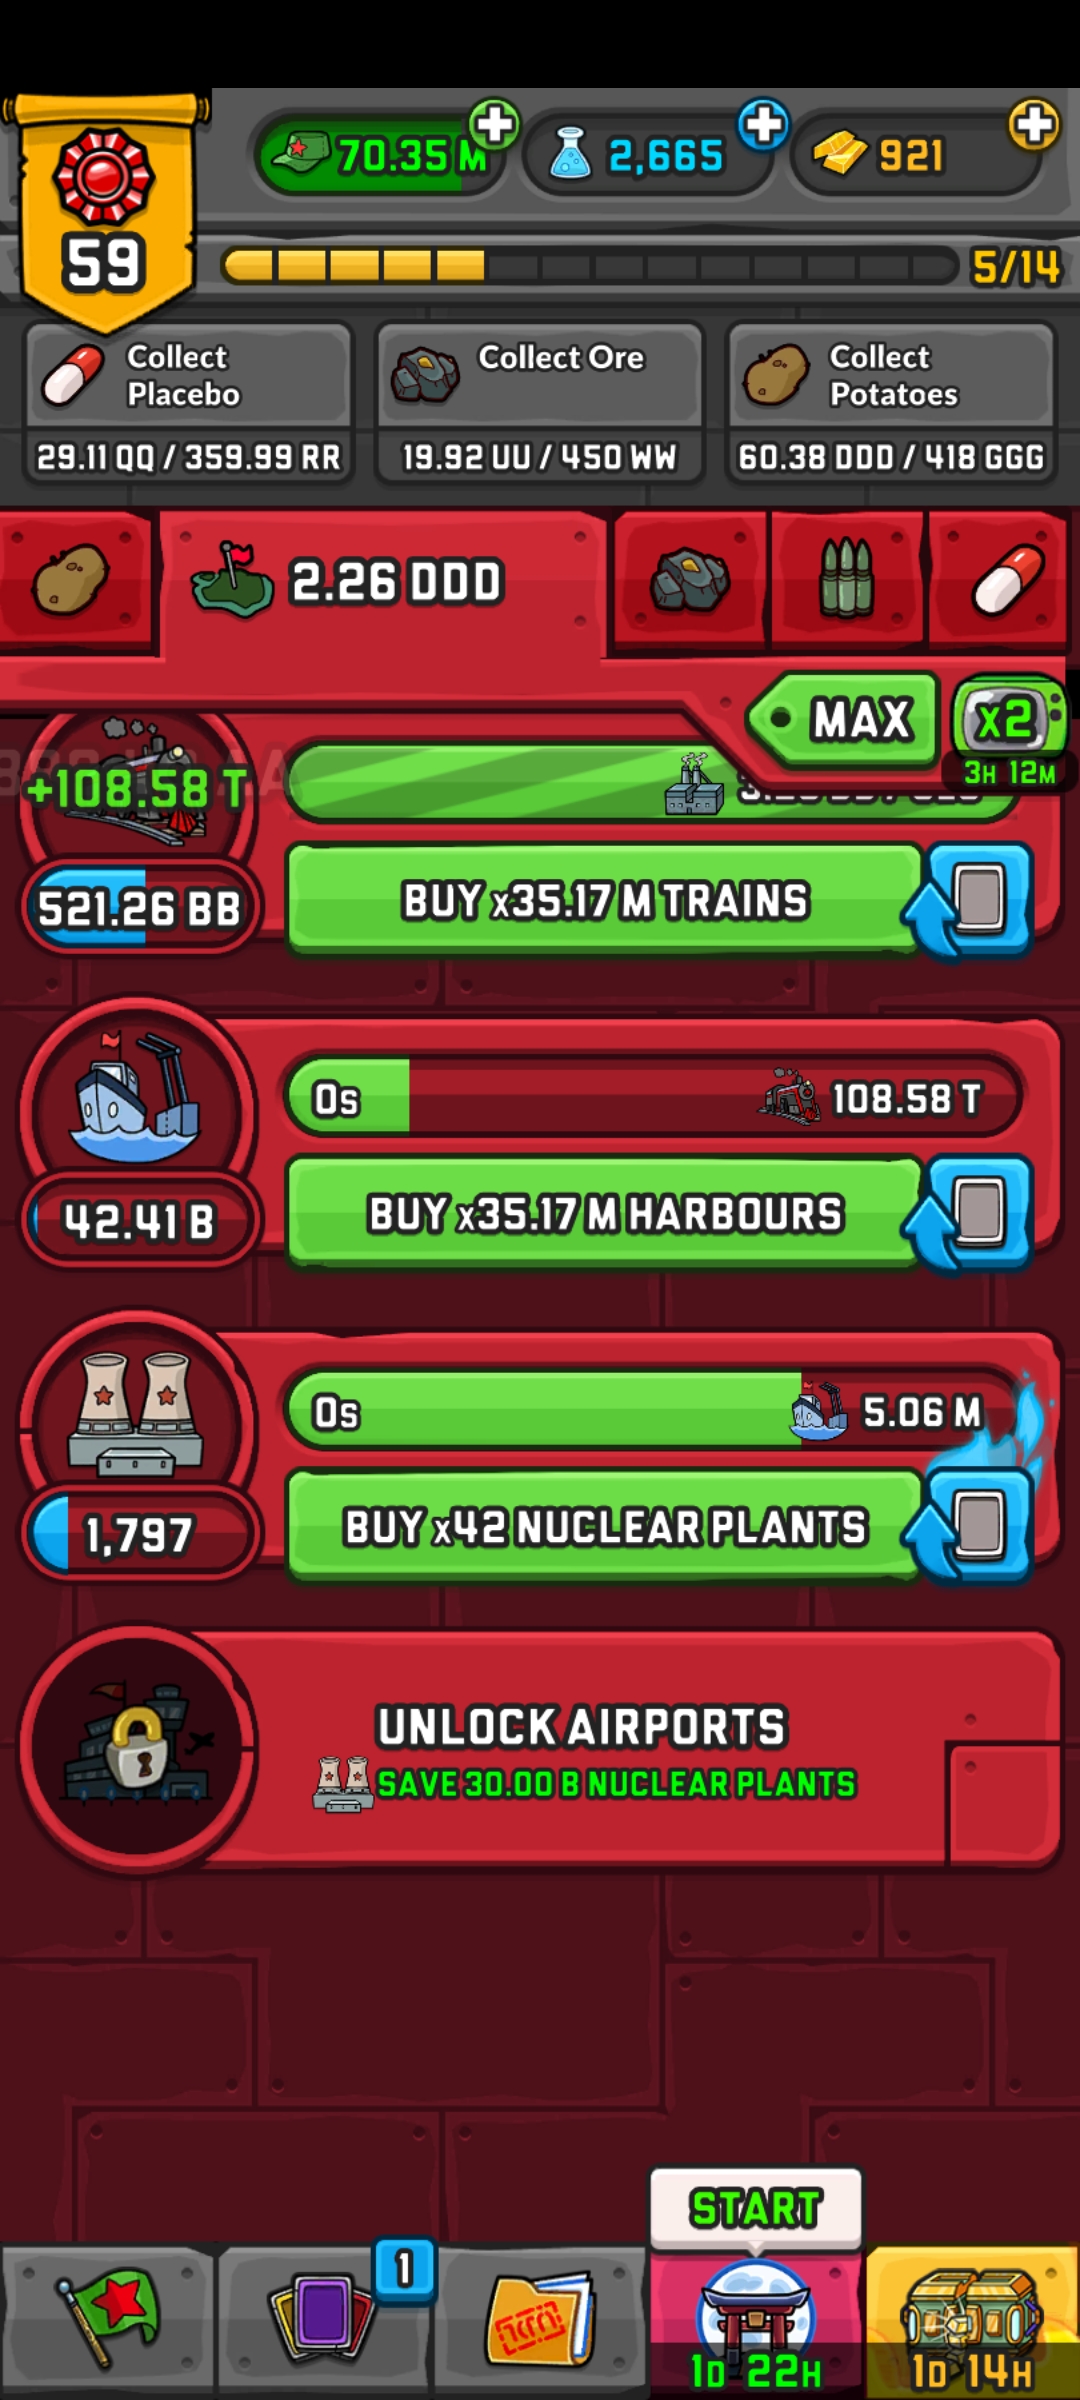 70.35 M
2,665
921
59
5/14
Collect
Placebo
29.11 QQ / 359.99 RR
Collect Ore
19.92 UU / 450 WW
Collect
Potatoes
60.38 DDD / 418 GGG
2.26 DDD
MAX
x2
3H 12M
+108.58 T
521.26 BB
BUY x35.17 M TRAINS
0s
108.58 T
42.41 B
BUY x35.17 M HARBOURS
0s
5.06 M
1,797
BUY x42 NUCLEAR PLANTS
UNLOCK AIRPORTS
SAVE 30.00 B NUCLEAR PLANTS
START
1
1D 22H
1D 14H